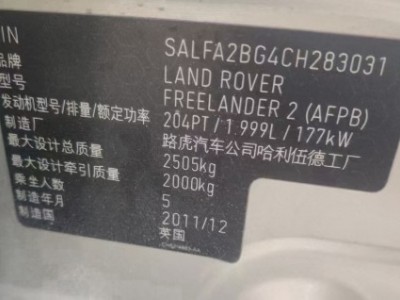 IN SALFA2BG4CH283031
品牌 LAND ROVER
型号 FREELANDER 2 (AFPB)
发动机型号/排量/额定功率 204PT / 1.999L / 177kW
制造厂 路虎汽车公司哈利伍德工厂
最大设计总质量 2505kg
最大设计牵引质量 2000kg
乘坐人数 5
制造年月 2011/12
制造国 英国